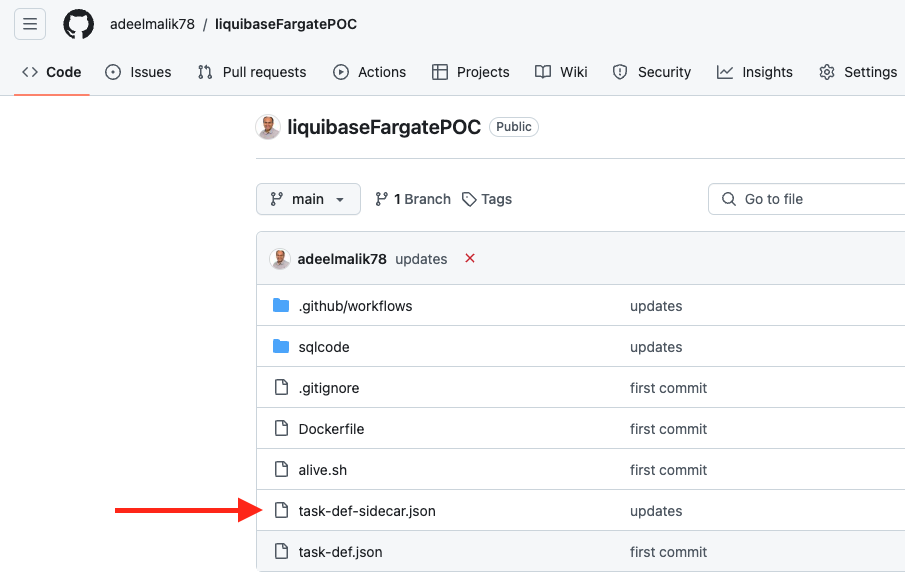 adeelmalik78 / liquibaseFargatePOC
Code Issues Pull requests Actions Projects Wiki Security Insights Settings
liquibaseFargatePOC Public
main 1 Branch Tags Go to file
adeelmalik78 updates
.github/workflows updates
sqlcode updates
.gitignore first commit
Dockerfile first commit
alive.sh first commit
task-def-sidecar.json updates
task-def.json first commit